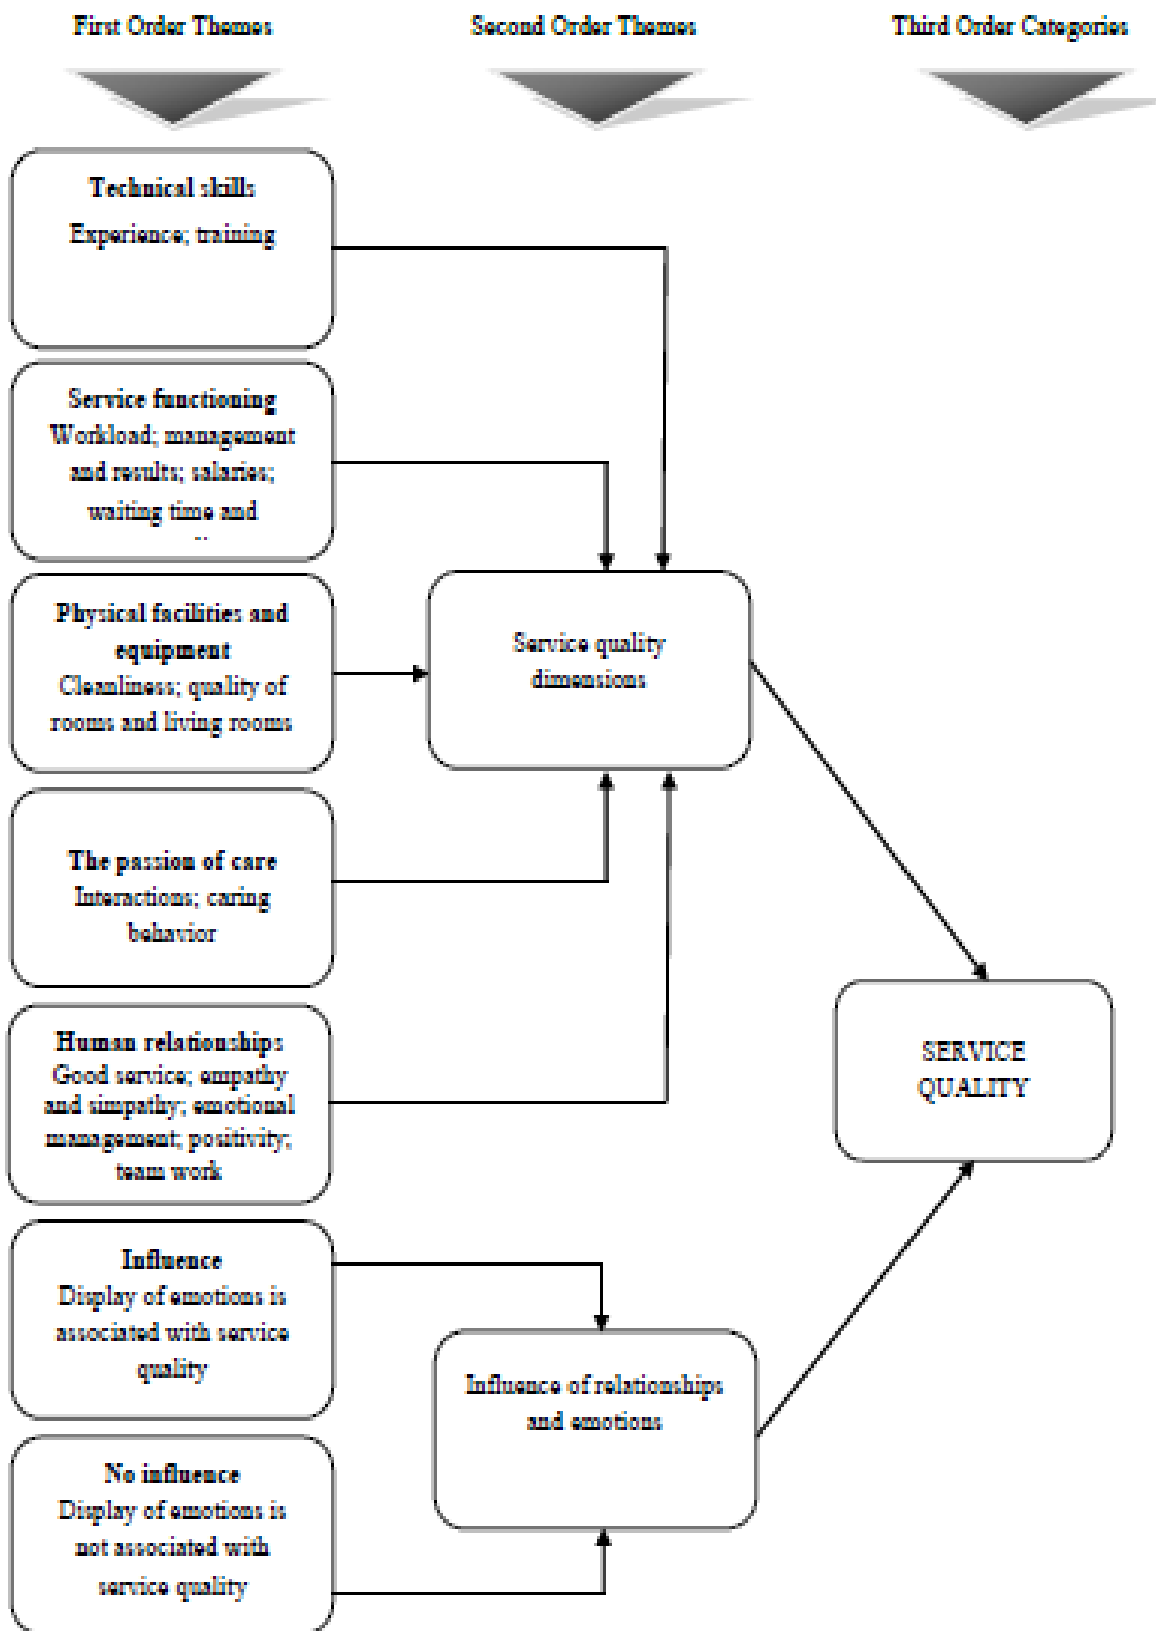 First Order Themes
Second Order Themes
Third Order Categories
Technical skills
Experience; training
Service functioning
Workload; management
and results; salaries;
waiting time and
Physical facilities and
equipment
Cleanliness; quality of
rooms and living rooms
Service quality
dimensions
The passion of care
Interactions; caring
behavior
Human relationships
Good service; empathy
and simpathy; emotional
management; positivity;
team work
SERVICE
QUALITY
Influence
Display of emotions is
associated with service
quality
Influence of relationships
and emotions
No influence
Display of emotions is
not associated with
service quality